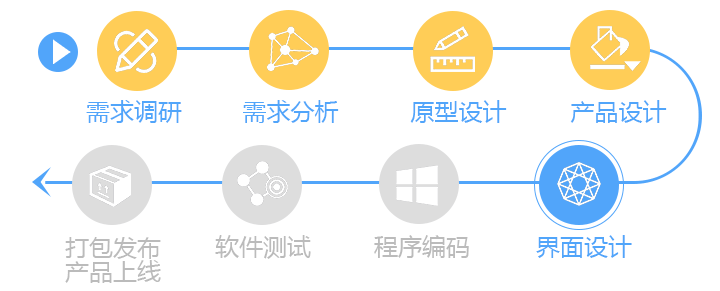 需求调研
需求分析
原型设计
产品设计
界面设计
程序编码
软件测试
打包发布
产品上线